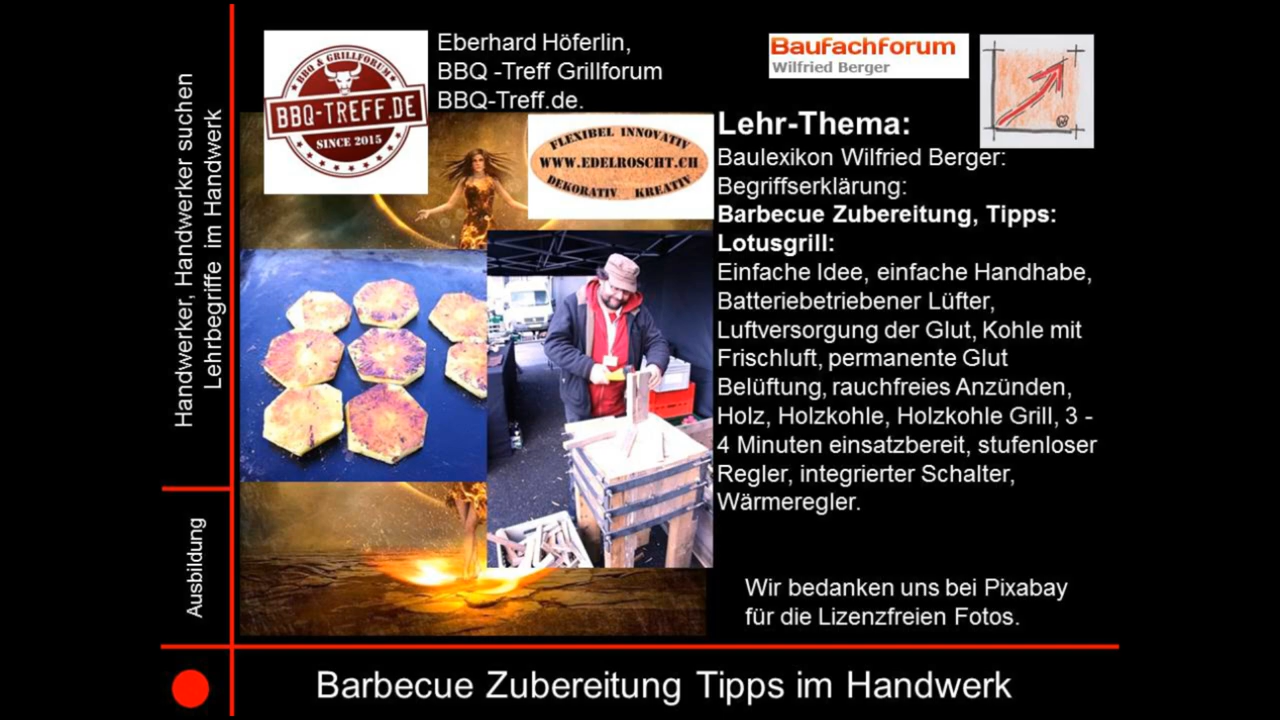 Handwerker, Handwerker suchen
Lehrbegriffe im Handwerk
Ausbildung
BBQ & GRILLFORUM
BBQ-TREFF.DE
SINCE 2015
Eberhard Höferlin,
BBQ -Treff Grillforum
BBQ-Treff.de.
FLEXIBEL INNOVATIV
WWW.EDELROSCHT.CH
DEKORATIV KREATIV
Baufachforum
Wilfried Berger
Lehr-Thema:
Baulexikon Wilfried Berger:
Begriffserklärung:
Barbecue Zubereitung, Tipps:
Lotusgrill:
Einfache Idee, einfache Handhabe,
Batteriebetriebener Lüfter,
Luftversorgung der Glut, Kohle mit
Frischluft, permanente Glut
Belüftung, rauchfreies Anzünden,
Holz, Holzkohle, Holzkohle Grill, 3 -
4 Minuten einsatzbereit, stufenloser
Regler, integrierter Schalter,
Wärmeregler.
Wir bedanken uns bei Pixabay
für die Lizenzfreien Fotos.
Barbecue Zubereitung Tipps im Handwerk